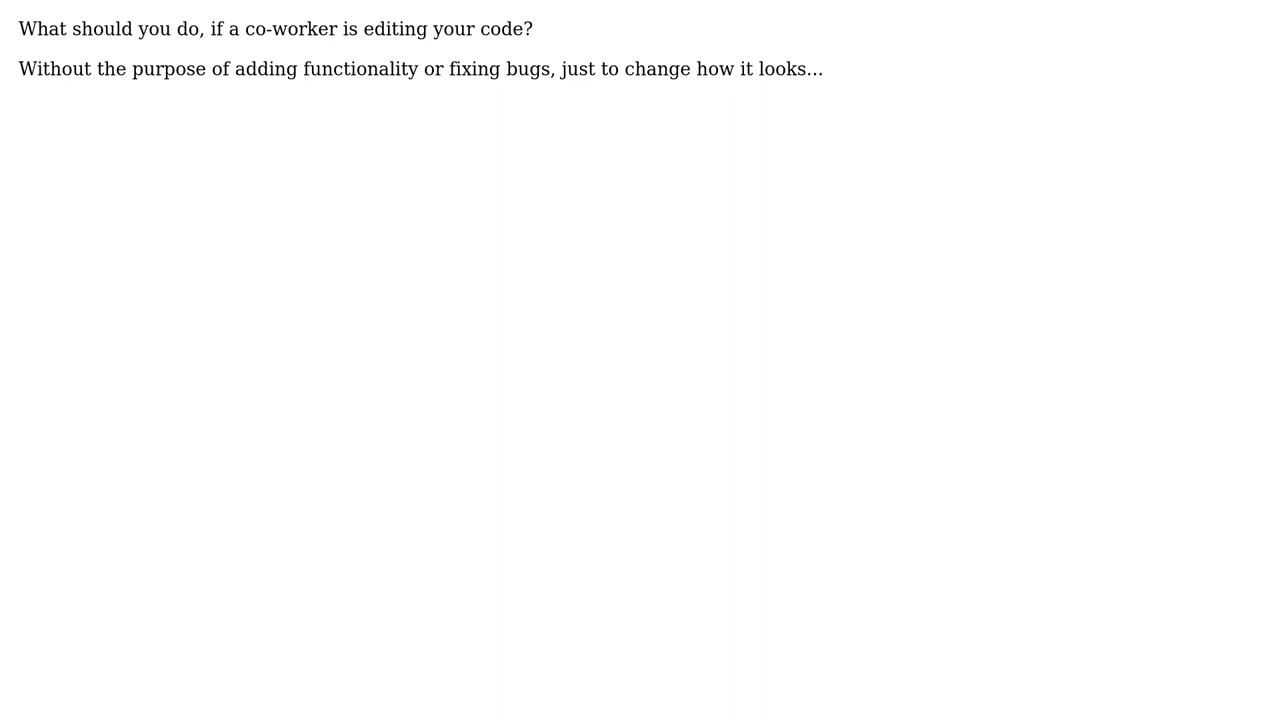 What should you do, if a co-worker is editing your code?
Without the purpose of adding functionality or fixing bugs, just to change how it looks...